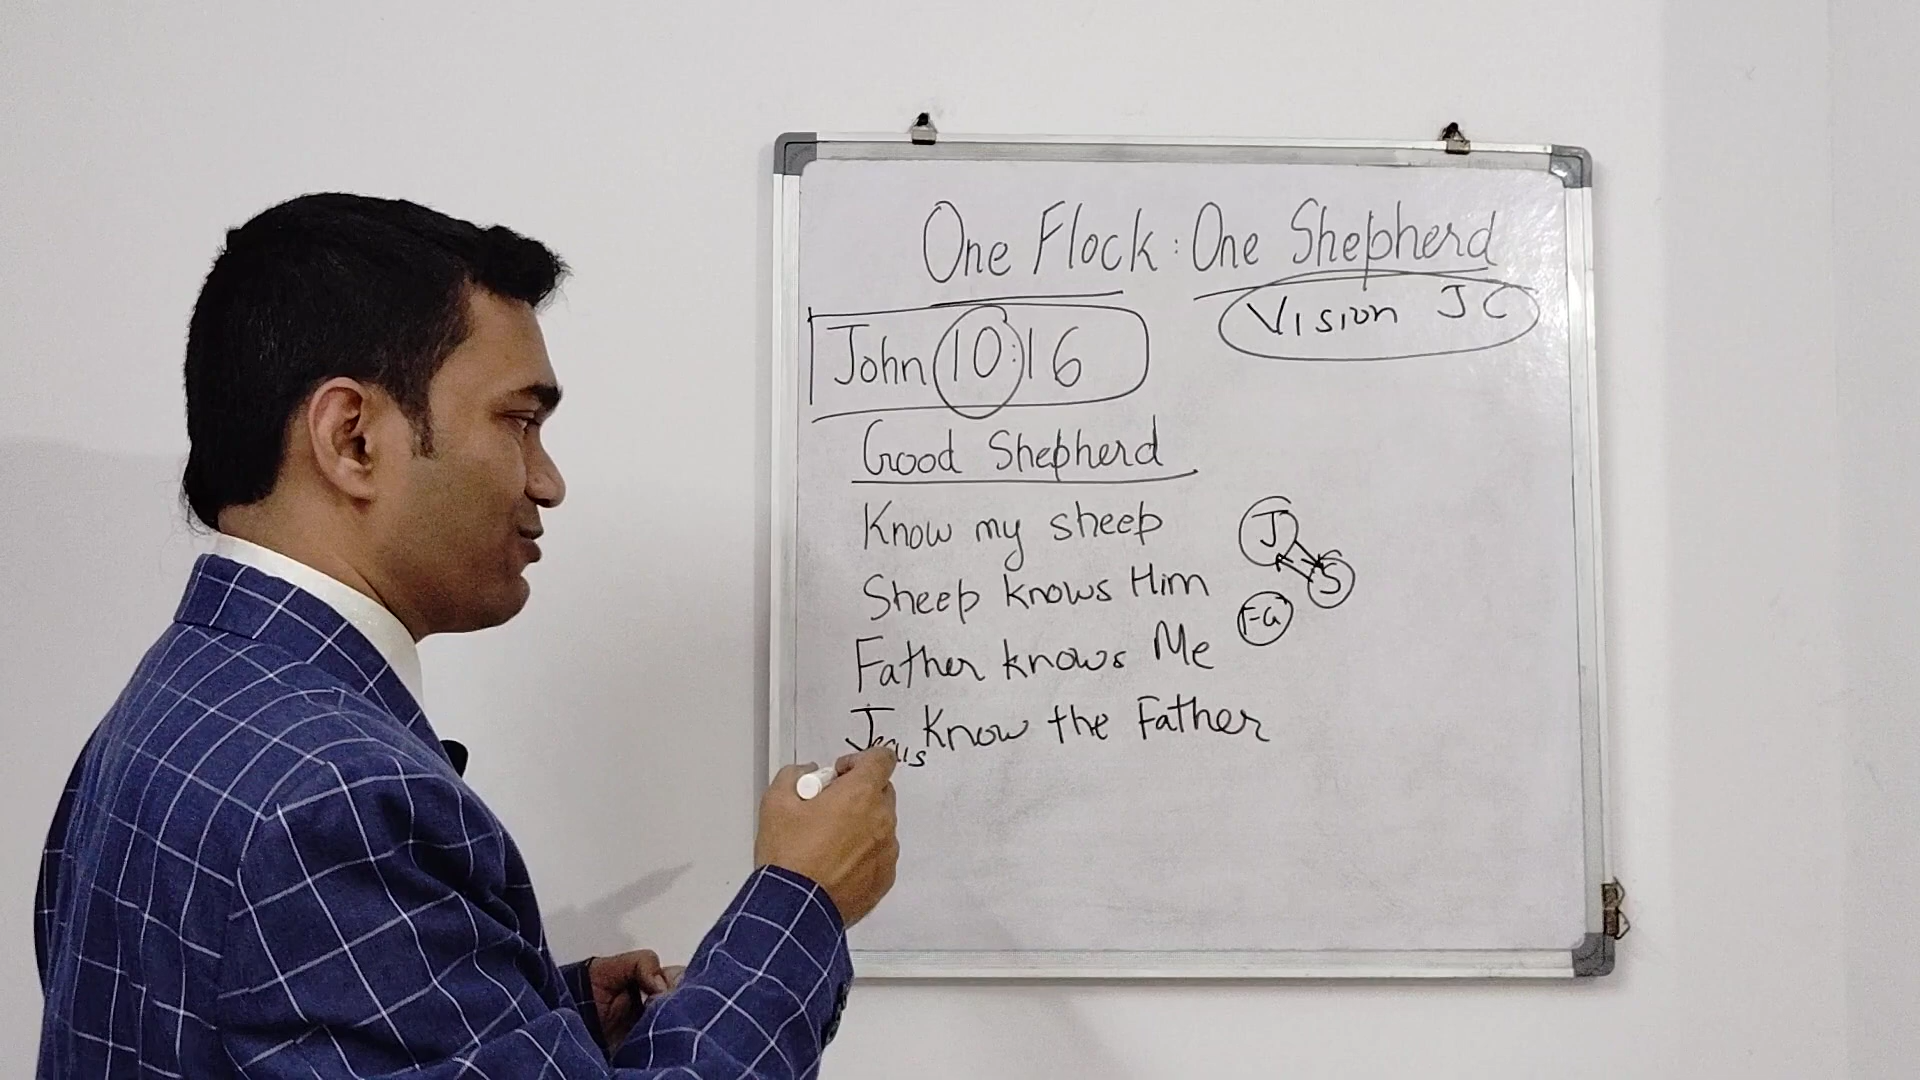 One Flock : One Shepherd
Vision JC
John 10:16
Good Shepherd
Know my sheep
J
S
Sheep knows Him
Father knows Me
Jesus Know the Father